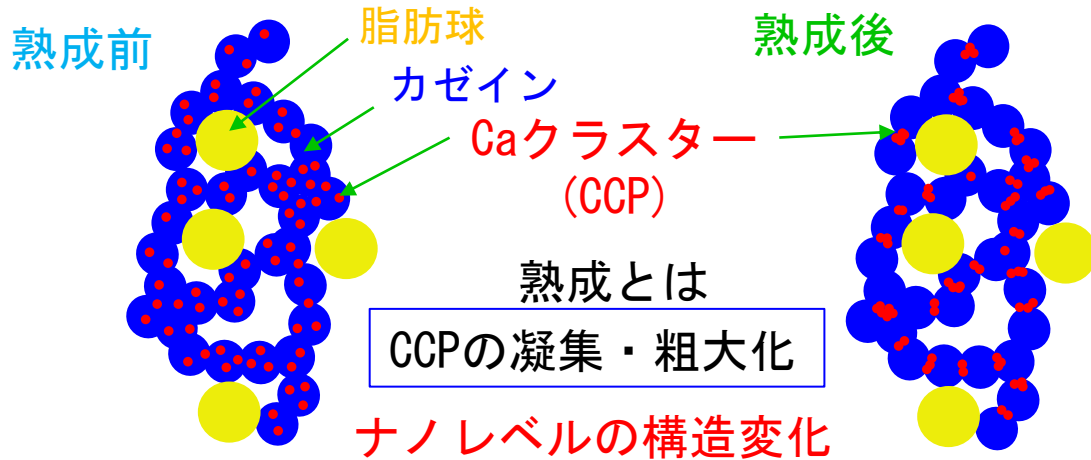 熟成前
脂肪球
熟成後
カゼイン
Caクラスター
(CCP)
熟成とは
CCPの凝集・粗大化
ナノレベルの構造変化